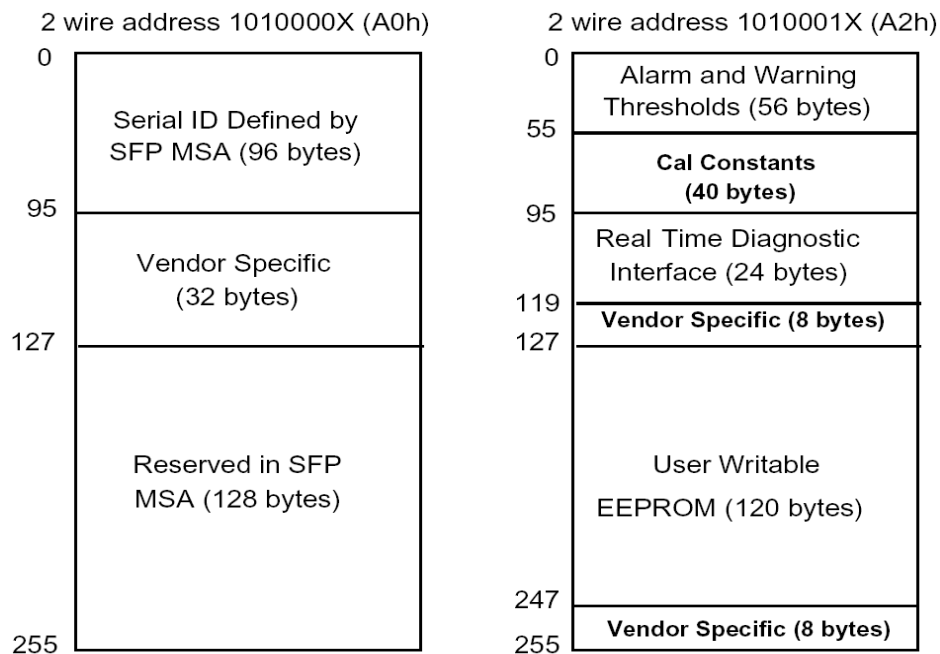 2 wire address 1010000X (A0h)
0
Serial ID Defined by
SFP MSA (96 bytes)
95
Vendor Specific
(32 bytes)
127
Reserved in SFP
MSA (128 bytes)
255
2 wire address 1010001X (A2h)
0
Alarm and Warning
Thresholds (56 bytes)
55
Cal Constants
(40 bytes)
95
Real Time Diagnostic
Interface (24 bytes)
119
Vendor Specific (8 bytes)
127
User Writable
EEPROM (120 bytes)
247
Vendor Specific (8 bytes)
255